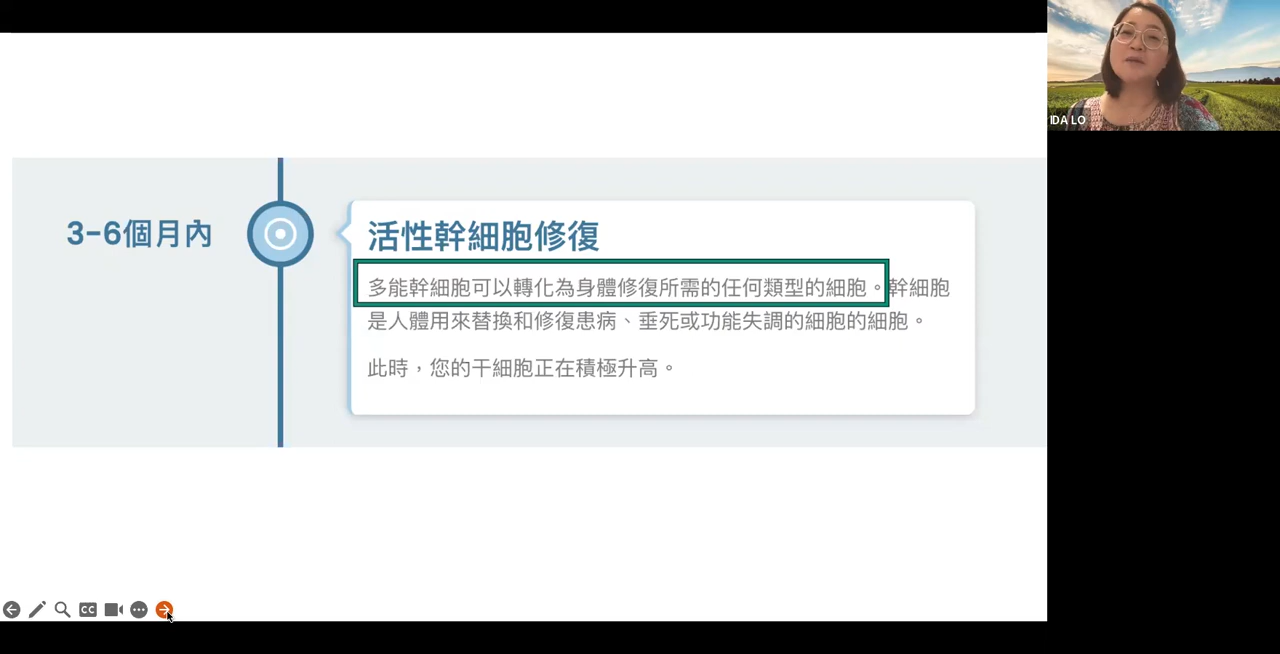 IDA LO
3-6個月內
活性幹細胞修復
多能幹細胞可以轉化為身體修復所需的任何類型的細胞。幹細胞
是人體用來替換和修復患病、垂死或功能失調的細胞的細胞。
此時，您的干細胞正在積極升高。
CC